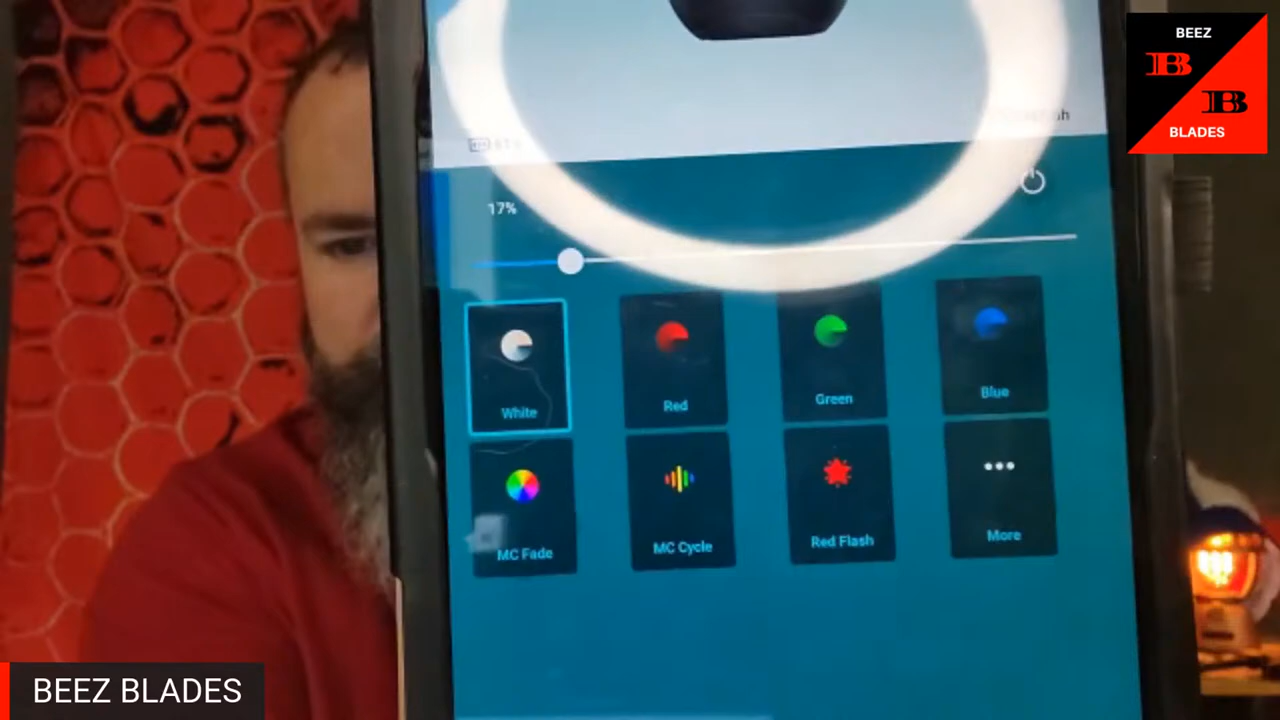 BEEZ
B
B
BLADES
17%
White
Red
Green
Blue
MC Fade
MC Cycle
Red Flash
More
BEEZ BLADES